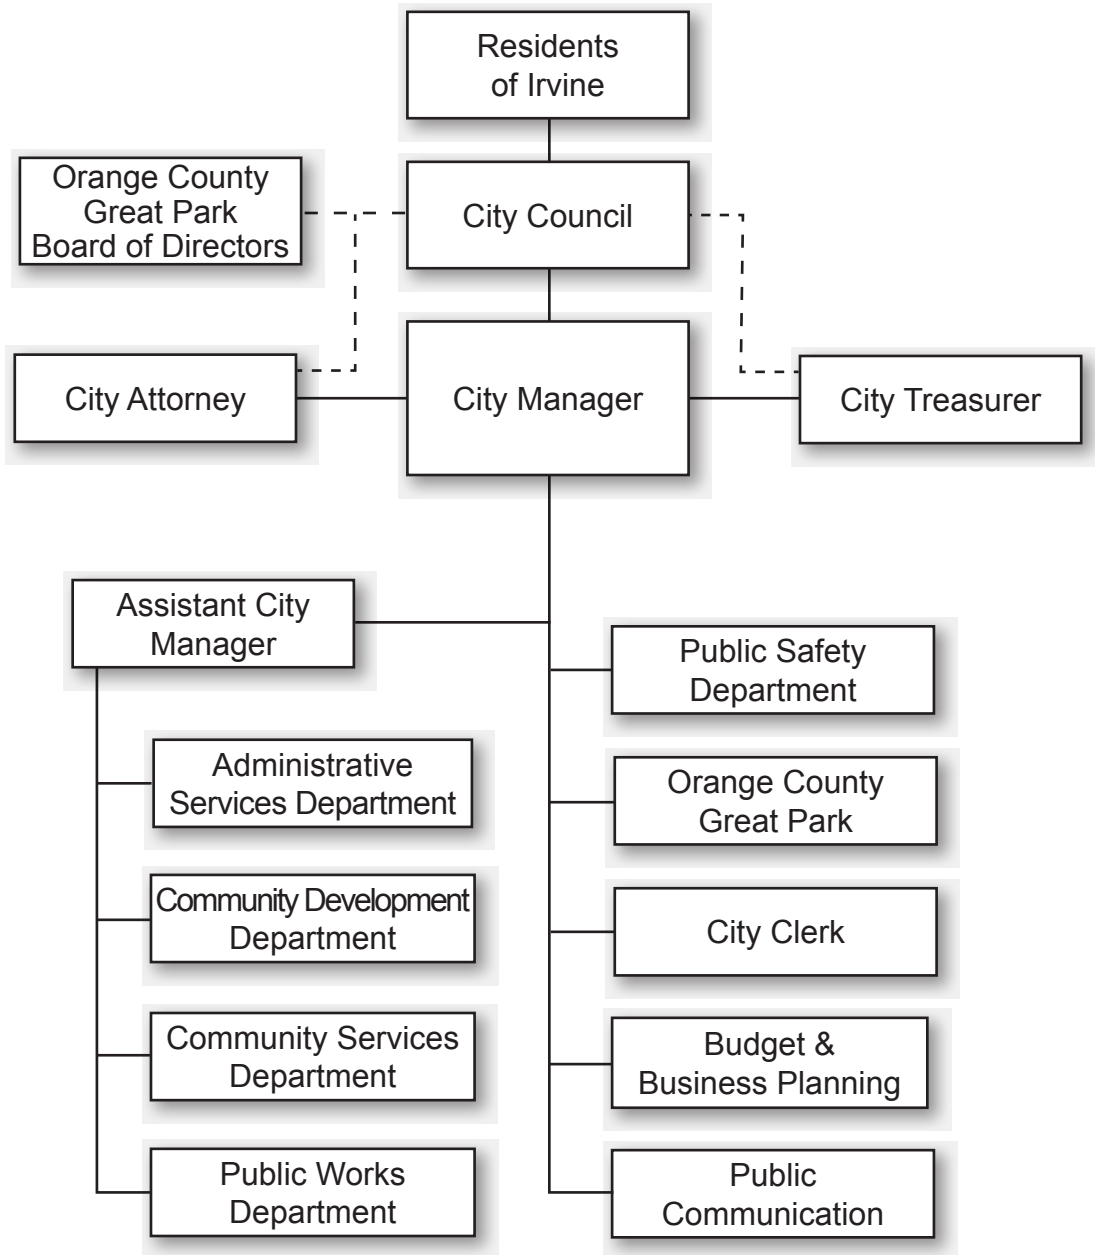 Residents
of Irvine
Orange County
Great Park
Board of Directors
City Council
City Attorney
City Manager
City Treasurer
Assistant City
Manager
Public Safety
Department
Administrative
Services Department
Orange County
Great Park
Community Development
Department
City Clerk
Community Services
Department
Budget &
Business Planning
Public Works
Department
Public
Communication